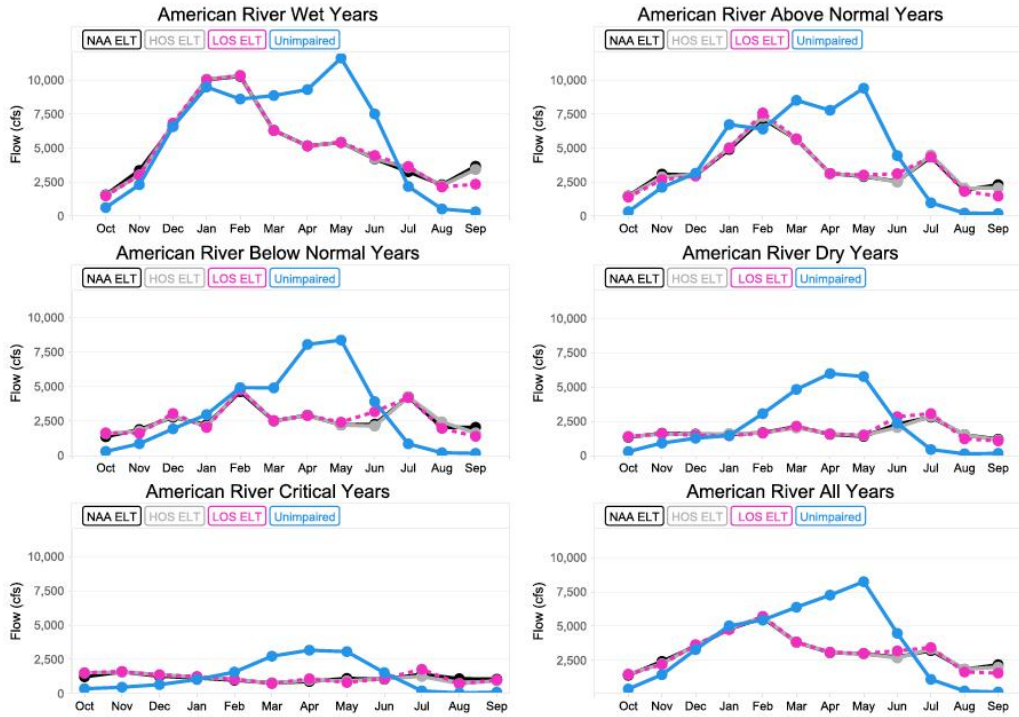 American River Wet Years
NAA ELT HOS ELT LOS ELT Unimpaired
Flow (cfs)
10,000
7,500
5,000
2,500
0
Oct Nov Dec Jan Feb Mar Apr May Jun Jul Aug Sep
American River Above Normal Years
NAA ELT HOS ELT LOS ELT Unimpaired
Flow (cfs)
10,000
7,500
5,000
2,500
0
Oct Nov Dec Jan Feb Mar Apr May Jun Jul Aug Sep
American River Below Normal Years
NAA ELT HOS ELT LOS ELT Unimpaired
Flow (cfs)
10,000
7,500
5,000
2,500
0
Oct Nov Dec Jan Feb Mar Apr May Jun Jul Aug Sep
American River Dry Years
NAA ELT HOS ELT LOS ELT Unimpaired
Flow (cfs)
10,000
7,500
5,000
2,500
0
Oct Nov Dec Jan Feb Mar Apr May Jun Jul Aug Sep
American River Critical Years
NAA ELT HOS ELT LOS ELT Unimpaired
Flow (cfs)
10,000
7,500
5,000
2,500
0
Oct Nov Dec Jan Feb Mar Apr May Jun Jul Aug Sep
American River All Years
NAA ELT HOS ELT LOS ELT Unimpaired
Flow (cfs)
10,000
7,500
5,000
2,500
Oct Nov Dec Jan Feb Mar Apr May Jun Jul Aug Sep